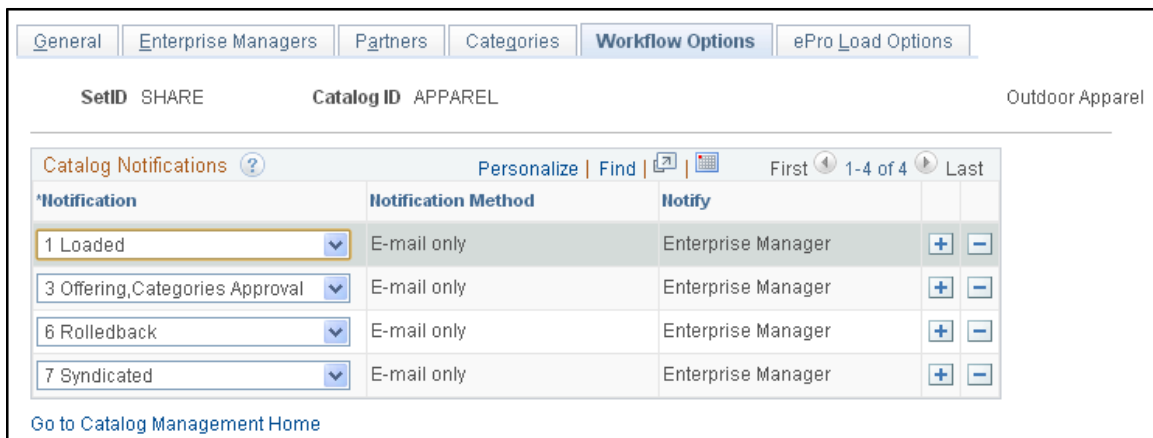 General Enterprise Managers Partners Categories Workflow Options ePro Load Options
SetID SHARE Catalog ID APPAREL Outdoor Apparel
Catalog Notifications ? Personalize | Find | | First 1-4 of 4 Last
*Notification Notification Method Notify
1 Loaded E-mail only Enterprise Manager + -
3 Offering,Categories Approval E-mail only Enterprise Manager + -
6 Rolledback E-mail only Enterprise Manager + -
7 Syndicated E-mail only Enterprise Manager + -
Go to Catalog Management Home